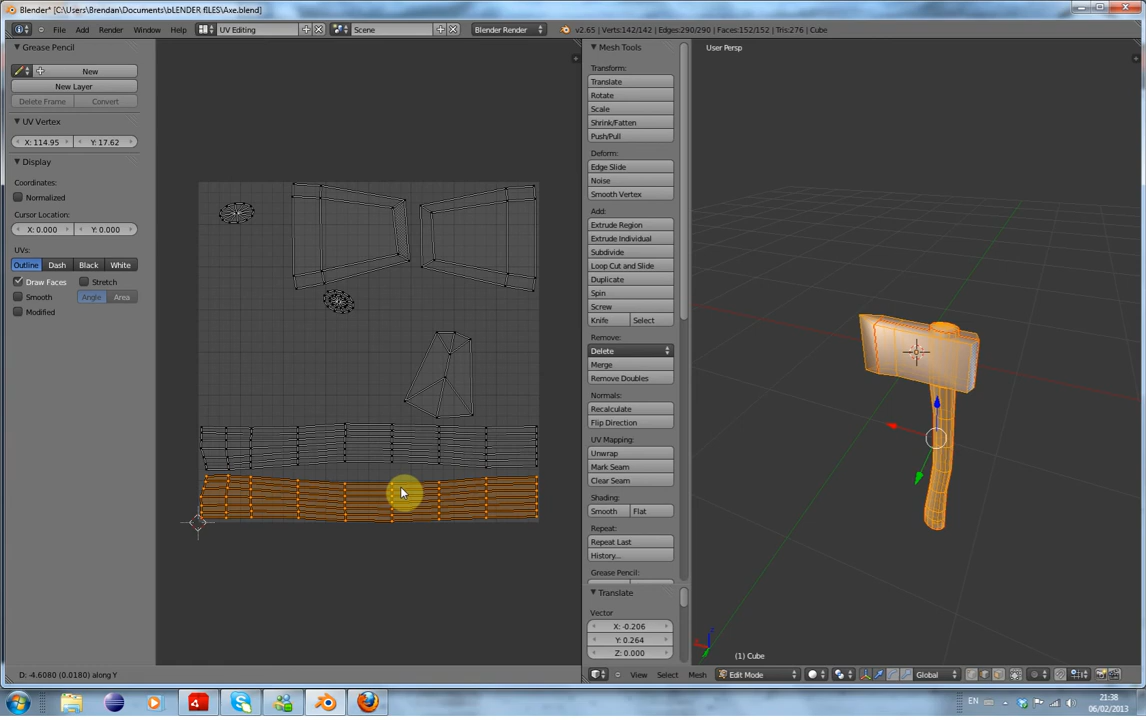 Blender* [C:\Users\Brendan\Documents\bLENDER fILES\Axe.blend]
File Add Render Window Help UV Editing Scene Blender Render v2.65 | Verts:142/142 | Edges:290/290 | Faces:152/152 | Tris:276 | Cube
Grease Pencil
New
New Layer
Delete Frame Convert
UV Vertex
X: 114.95 Y: 17.62
Display
Coordinates:
Normalized
Cursor Location:
X: 0.000 Y: 0.000
UVs:
Outline Dash Black White
Draw Faces Stretch
Smooth Angle Area
Modified
D: -4.6080 (0.0180) along Y
Mesh Tools
Transform:
Translate
Rotate
Scale
Shrink/Fatten
Push/Pull
Deform:
Edge Slide
Noise
Smooth Vertex
Add:
Extrude Region
Extrude Individual
Subdivide
Loop Cut and Slide
Duplicate
Spin
Screw
Knife Select
Remove:
Delete
Merge
Remove Doubles
Normals:
Recalculate
Flip Direction
UV Mapping:
Unwrap
Mark Seam
Clear Seam
Shading:
Smooth Flat
Repeat:
Repeat Last
History...
Grease Pencil:
Translate
Vector
X: -0.206
Y: 0.264
Z: 0.000
User Persp
(1) Cube
View Select Mesh Edit Mode Global
EN
21:38
06/02/2013